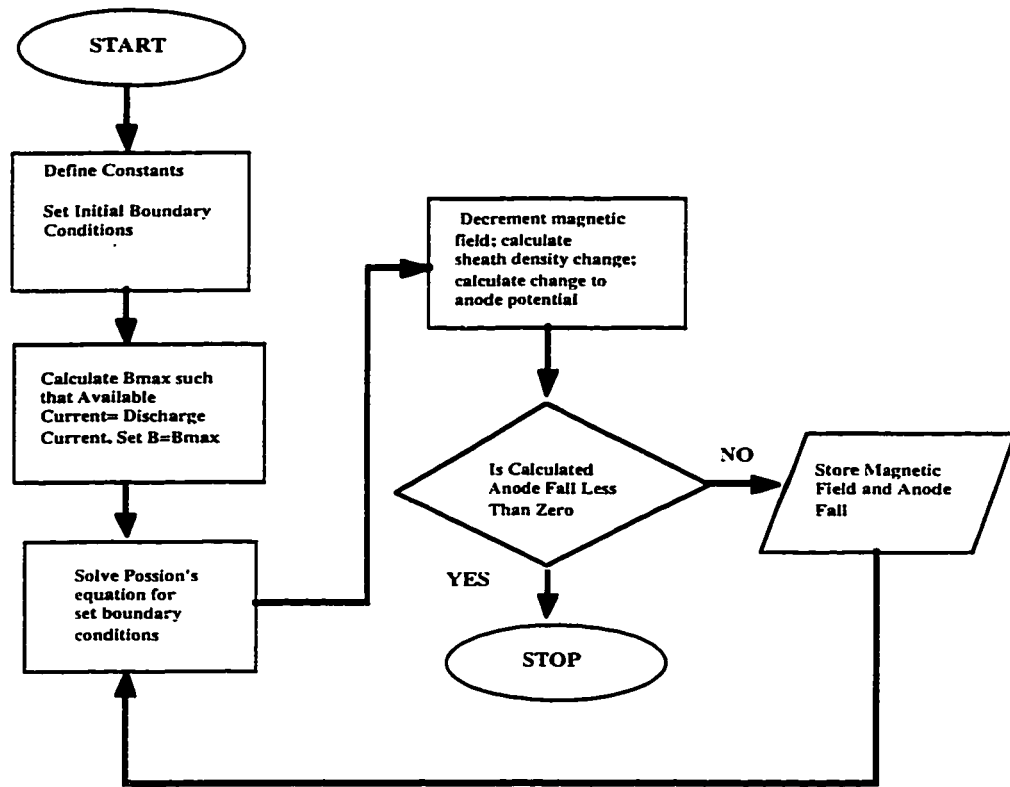 START
Define Constants
Set Initial Boundary
Conditions
Calculate Bmax such
that Available
Current= Discharge
Current. Set B=Bmax
Solve Possion's
equation for
set boundary
conditions
Decrement magnetic
field; calculate
sheath density change;
calculate change to
anode potential
Is Calculated
Anode Fall Less
Than Zero
NO
Store Magnetic
Field and Anode
Fall
YES
STOP